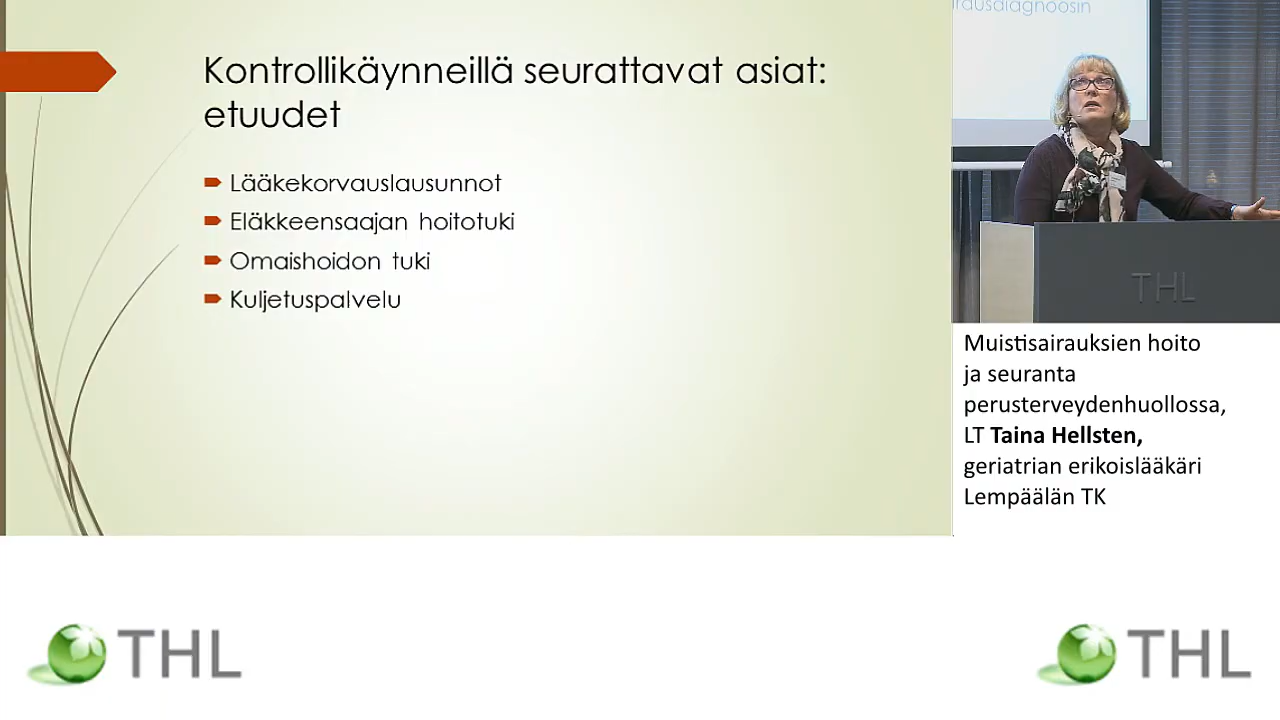 Kontrollikäynneillä seurattavat asiat:
etuudet
Lääkekorvauslausunnot
Eläkkeensaajan hoitotuki
Omaishoidon tuki
Kuljetuspalvelu
THL
Muistisairauksien hoito
ja seuranta
perusterveydenhuollossa,
LT Taina Hellsten,
geriatrian erikoislääkäri
Lempäälän TK
THL
THL